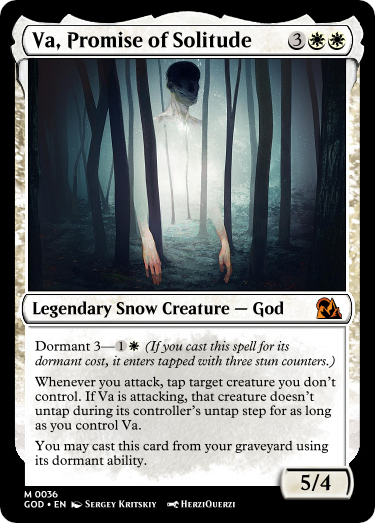 Va, Promise of Solitude 3
Legendary Snow Creature — God
Dormant 3—1 (If you cast this spell for its
dormant cost, it enters tapped with three stun counters.)
Whenever you attack, tap target creature you don't
control. If Va is attacking, that creature doesn't
untap during its controller's untap step for as long
as you control Va.
You may cast this card from your graveyard using
its dormant ability.
5/4
M 0036
GOD • EN Sergey Kritskiy HerziQuerzi